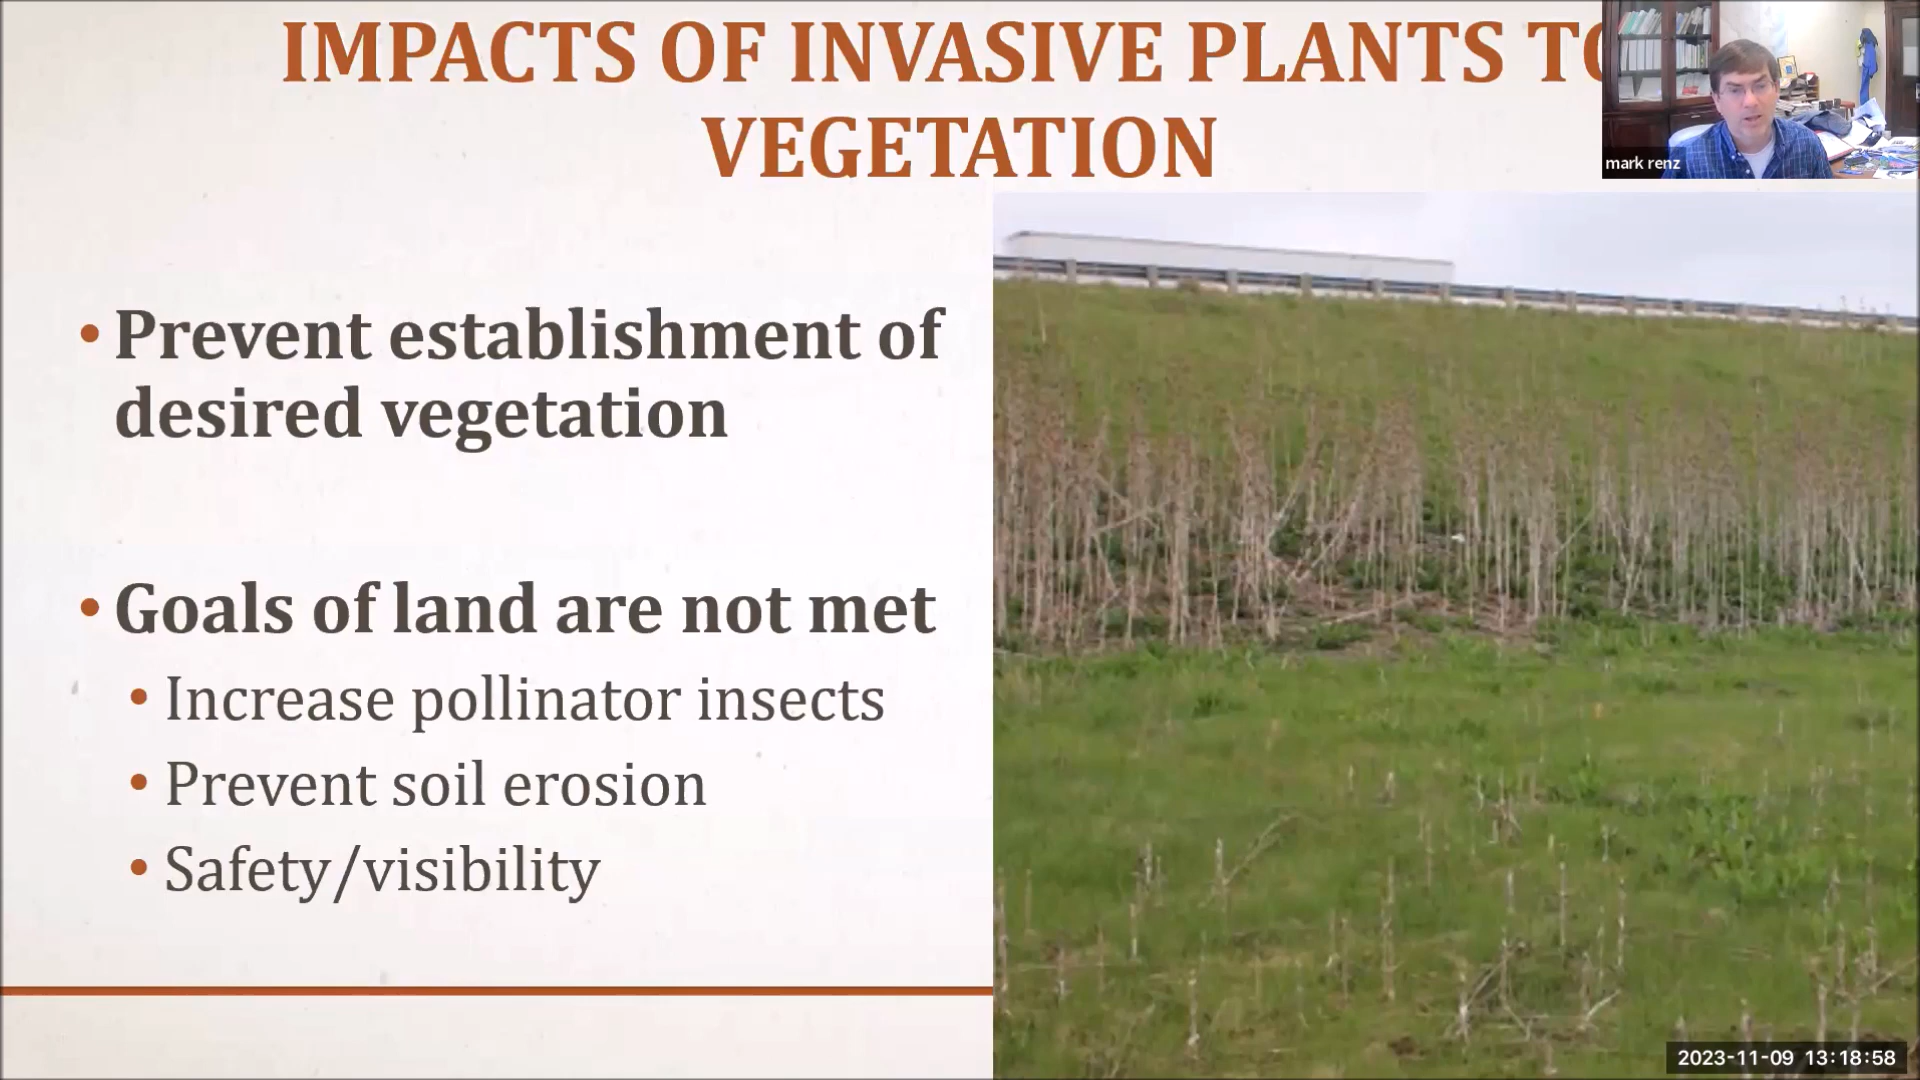 IMPACTS OF INVASIVE PLANTS TO
VEGETATION
mark renz
• Prevent establishment of
desired vegetation
• Goals of land are not met
• Increase pollinator insects
• Prevent soil erosion
• Safety/visibility
2023-11-09 13:18:58